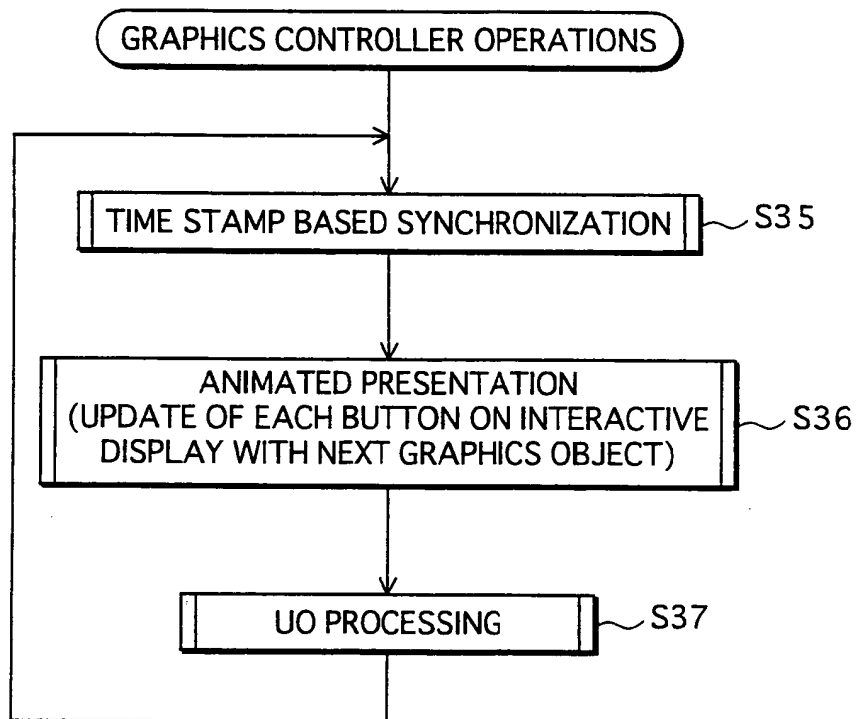 GRAPHICS CONTROLLER OPERATIONS
TIME STAMP BASED SYNCHRONIZATION
S35
ANIMATED PRESENTATION
(UPDATE OF EACH BUTTON ON INTERACTIVE
DISPLAY WITH NEXT GRAPHICS OBJECT)
S36
UO PROCESSING
S37